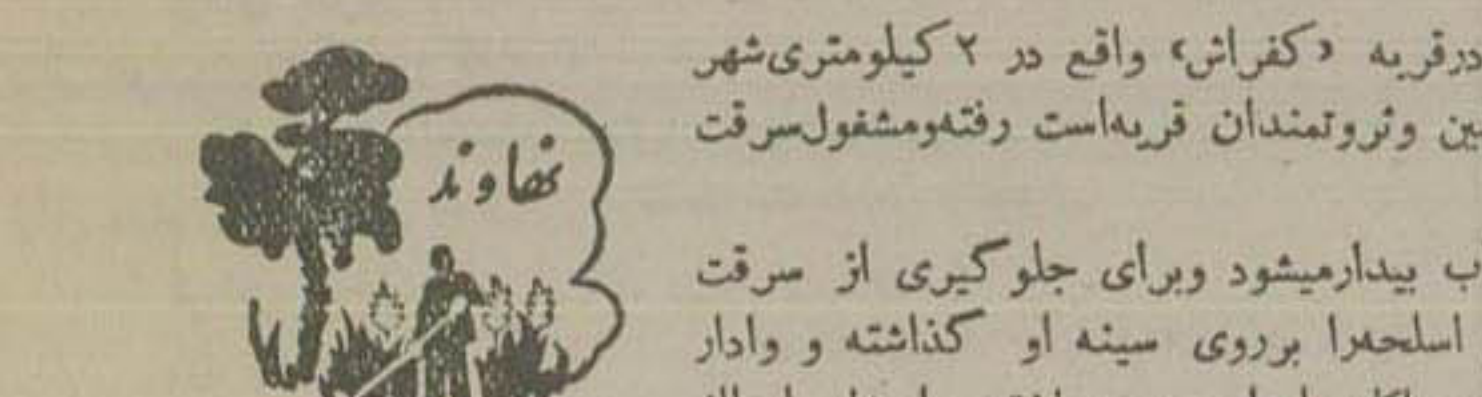 درقریه «کفراش» واقع در ۲ کیلومتری شهر
ین وثروتمندان قریه‌است رفته‌ومشغول‌سرقت
ب بیدارمیشود وبرای جلوگیری از سرقت
اسلحه‌را برروی سینه او گذاشته و وادار
نهاوند